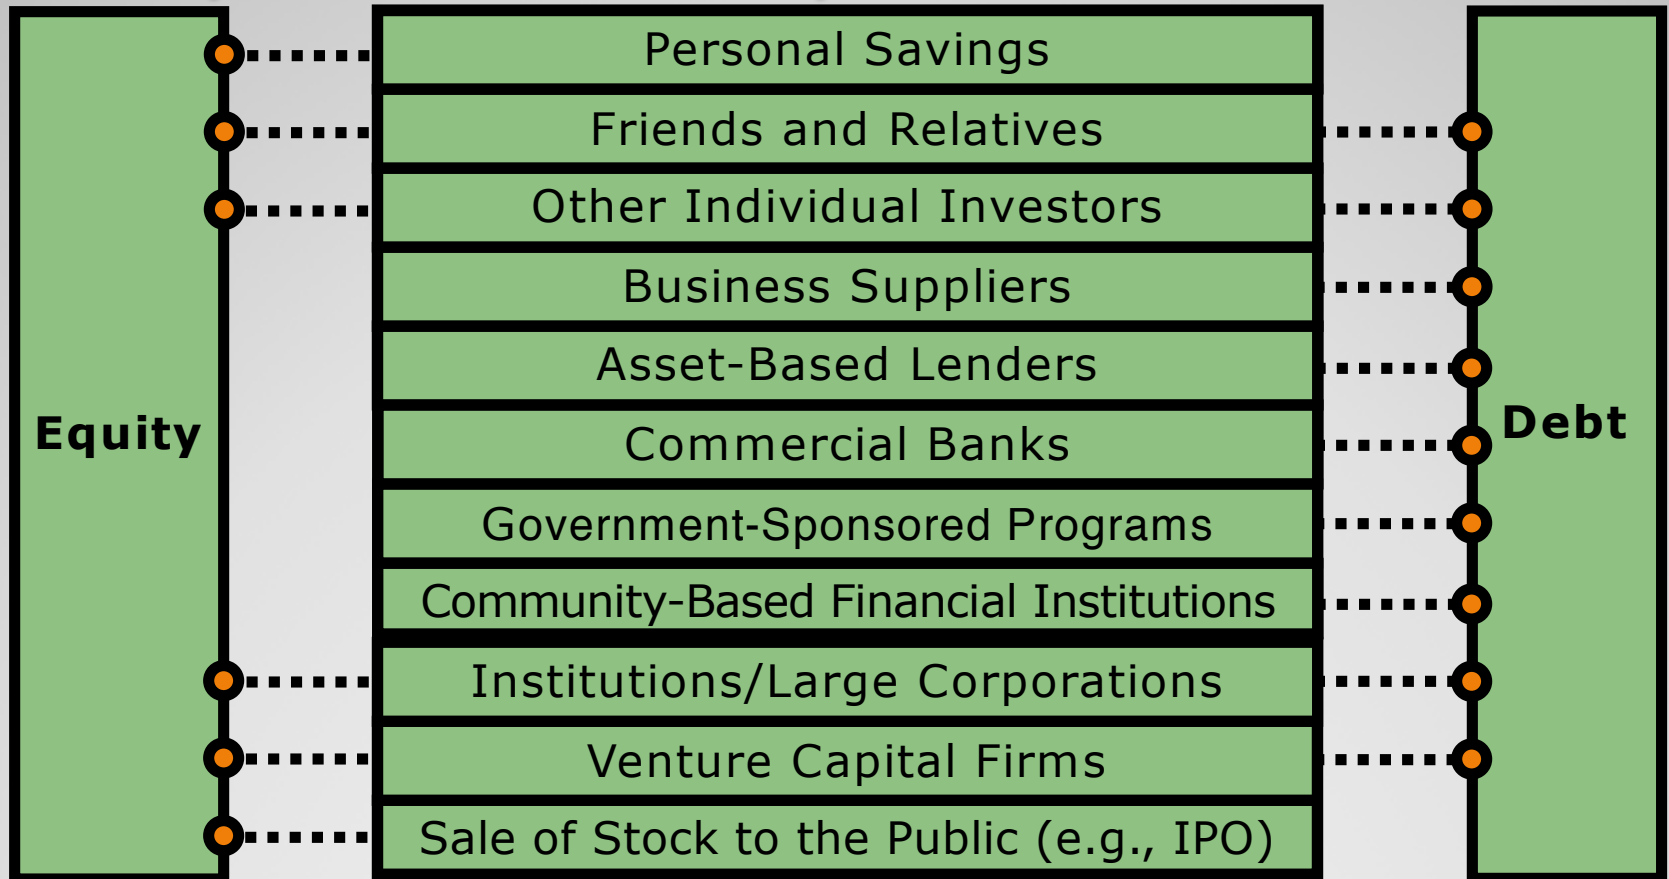 Personal Savings
Friends and Relatives
Other Individual Investors
Business Suppliers
Asset-Based Lenders
Equity
Commercial Banks
Debt
Government-Sponsored Programs
Community-Based Financial Institutions
Institutions/Large Corporations
Venture Capital Firms
Sale of Stock to the Public (e.g., IPO)